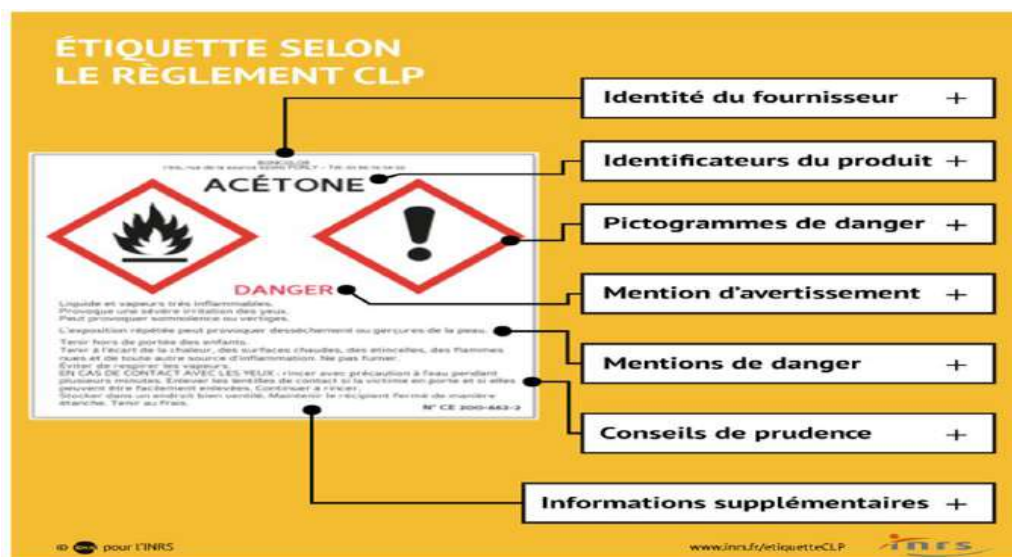 ÉTIQUETTE SELON
LE RÈGLEMENT CLP
Identité du fournisseur +
Identificateurs du produit +
Pictogrammes de danger +
Mention d'avertissement +
Mentions de danger +
Conseils de prudence +
Informations supplémentaires +
ACÉTONE
DANGER
Liquide et vapeurs très inflammables.
Provoque une sévère irritation des yeux.
Peut provoquer somnolence ou vertiges.
L'exposition répétée peut provoquer dessèchement ou gerçures de la peau.
Tenir hors de portée des enfants.
Tenir à l'écart de la chaleur, des surfaces chaudes, des étincelles, des flammes
nues et de toute autre source d'inflammation. Ne pas fumer.
Éviter de respirer les vapeurs.
EN CAS DE CONTACT AVEC LES YEUX : rincer avec précaution à l'eau pendant
plusieurs minutes. Enlever les lentilles de contact si la victime en porte et si elles
peuvent être facilement enlevées. Continuer à rincer.
Stocker dans un endroit bien ventilé. Maintenir le récipient fermé de manière
étanche. Tenir au frais.
N° CE 200-662-2
© pour l'INRS
www.inrs.fr/etiquetteCLP
inrs